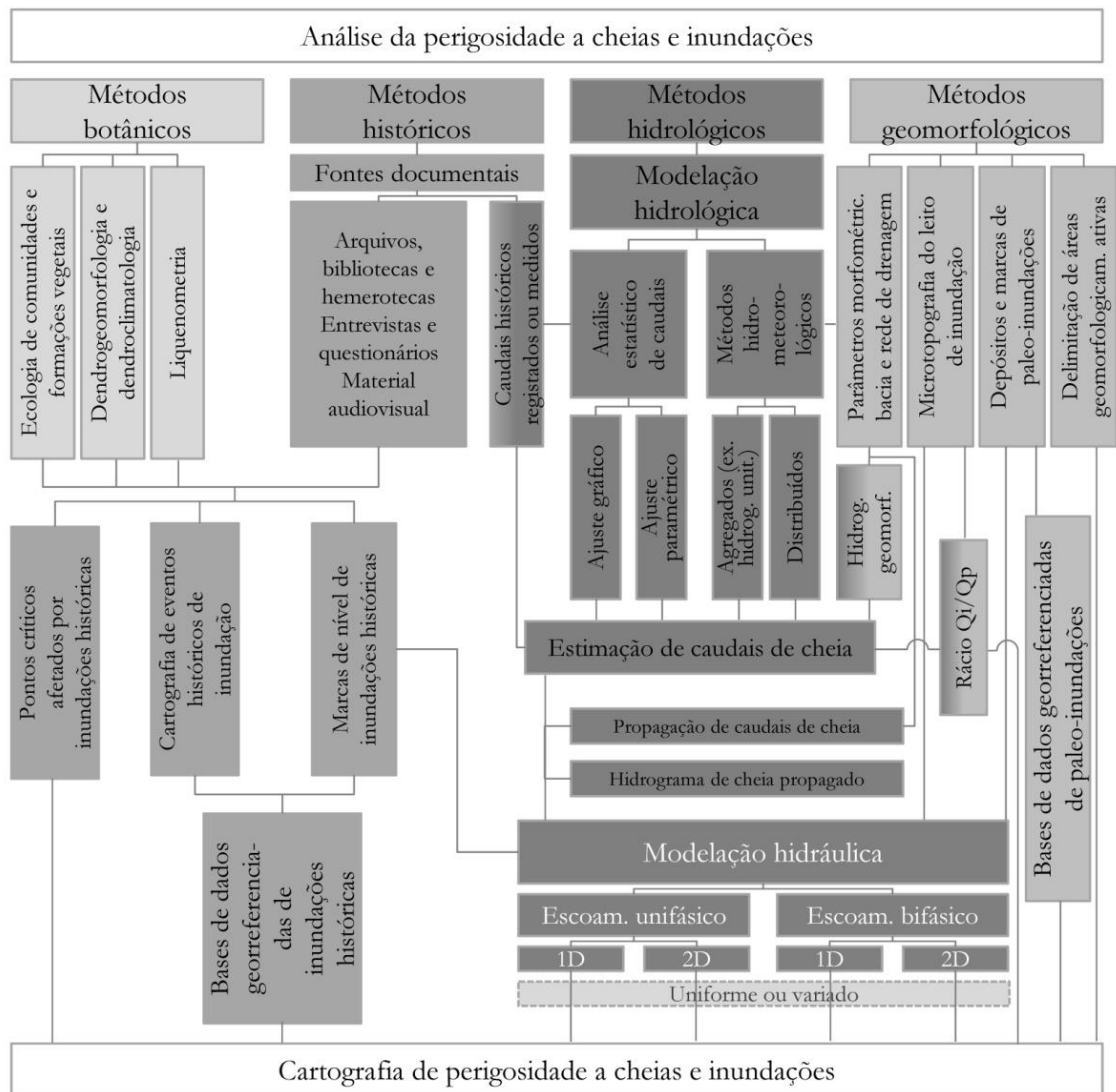 Análise da perigosidade a cheias e inundações
Métodos
botânicos
Métodos
históricos
Métodos
hidrológicos
Métodos
geomorfológicos
Ecologia de comunidades e
formações vegetais
Dendrogeomorfologia e
dendroclimatologia
Liquenometria
Fontes documentais
Arquivos,
bibliotecas e
hemerotecas
Entrevistas e
questionários
Material
audiovisual
Caudais históricos
registados ou medidos
Modelação
hidrológica
Análise
estatístico
de caudais
Métodos
hidro-
meteoro-
lógicos
Parâmetros morfométric.
bacia e rede de drenagem
Microtopografia do leito
de inundação
Depósitos e marcas de
paleo-inundações
Delimitação de áreas
geomorfologicam. ativas
Ajuste gráfico
Ajuste
paramétrico
Agregados (ex.
hidrog. unit.)
Distribuídos
Hidrog.
geomorf.
Pontos críticos
afetados por
inundações históricas
Cartografia de eventos
históricos de
inundação
Marcas de nível de
inundações históricas
Estimação de caudais de cheia
Rácio Qi/Qp
Bases de dados georreferenciadas
de paleo-inundações
Propagação de caudais de cheia
Hidrograma de cheia propagado
Bases de dados
georreferencia-
das de
inundações
históricas
Modelação hidráulica
Escoam. unifásico
Escoam. bifásico
1D
2D
1D
2D
Uniforme ou variado
Cartografia de perigosidade a cheias e inundações